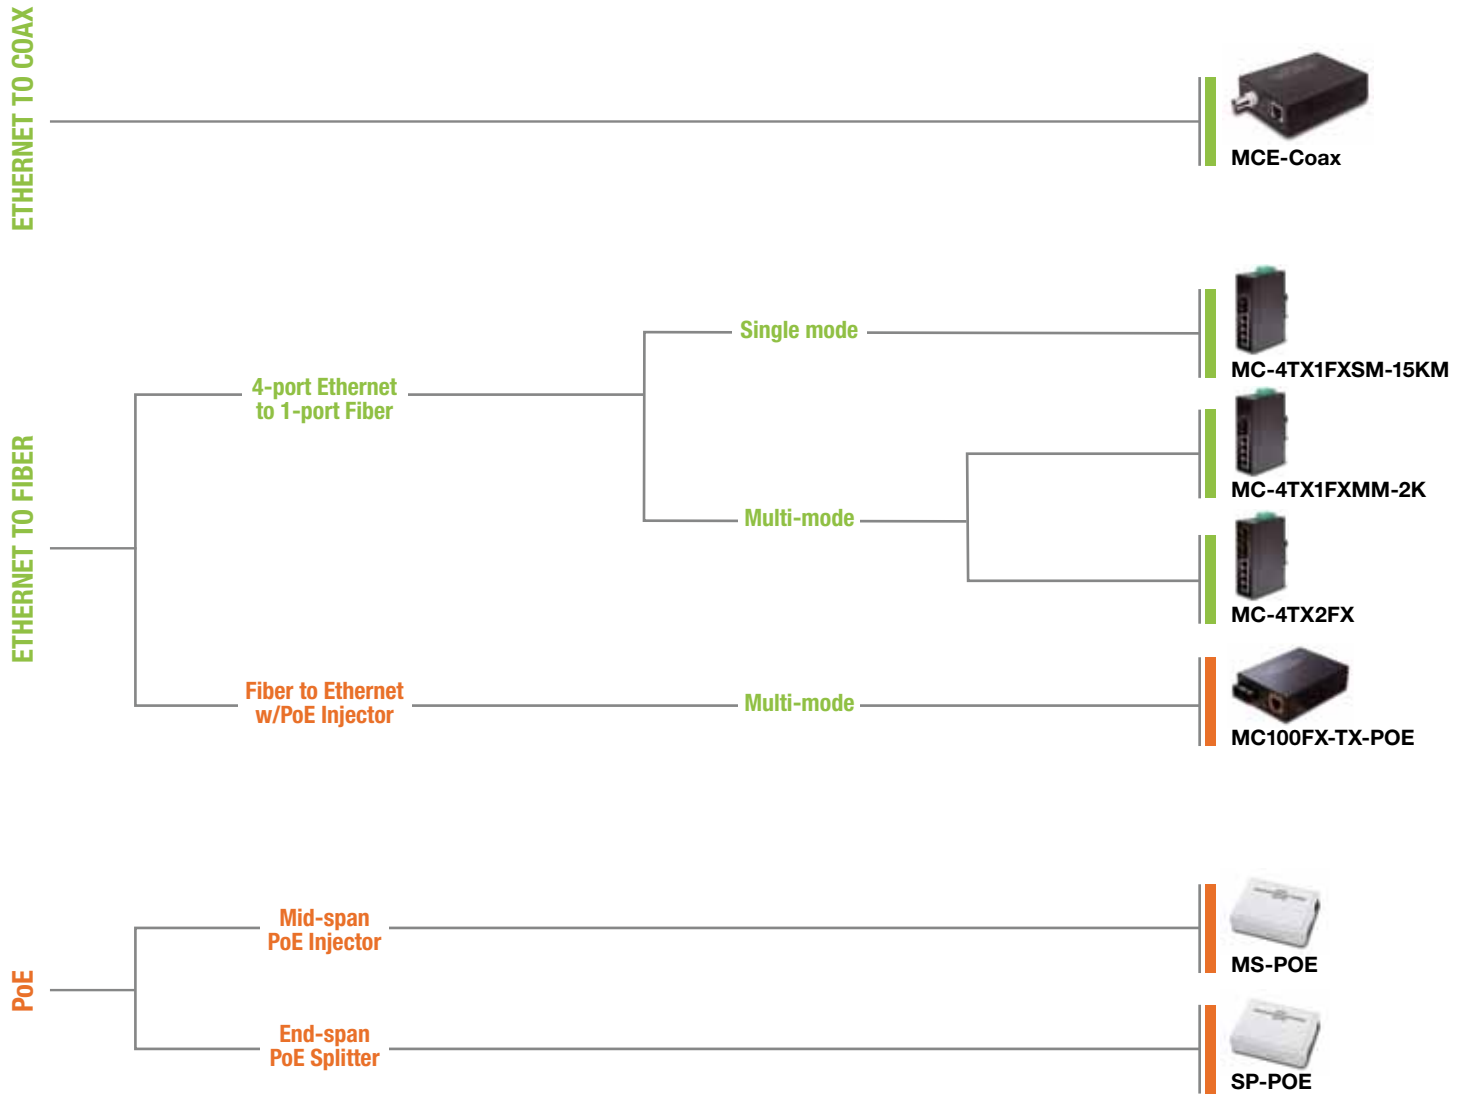 ETHERNET TO COAX
MCE-Coax
ETHERNET TO FIBER
4-port Ethernet
to 1-port Fiber
Single mode
MC-4TX1FXSM-15KM
Multi-mode
MC-4TX1FXMM-2K
MC-4TX2FX
Fiber to Ethernet
w/PoE Injector
Multi-mode
MC100FX-TX-POE
PoE
Mid-span
PoE Injector
MS-POE
End-span
PoE Splitter
SP-POE